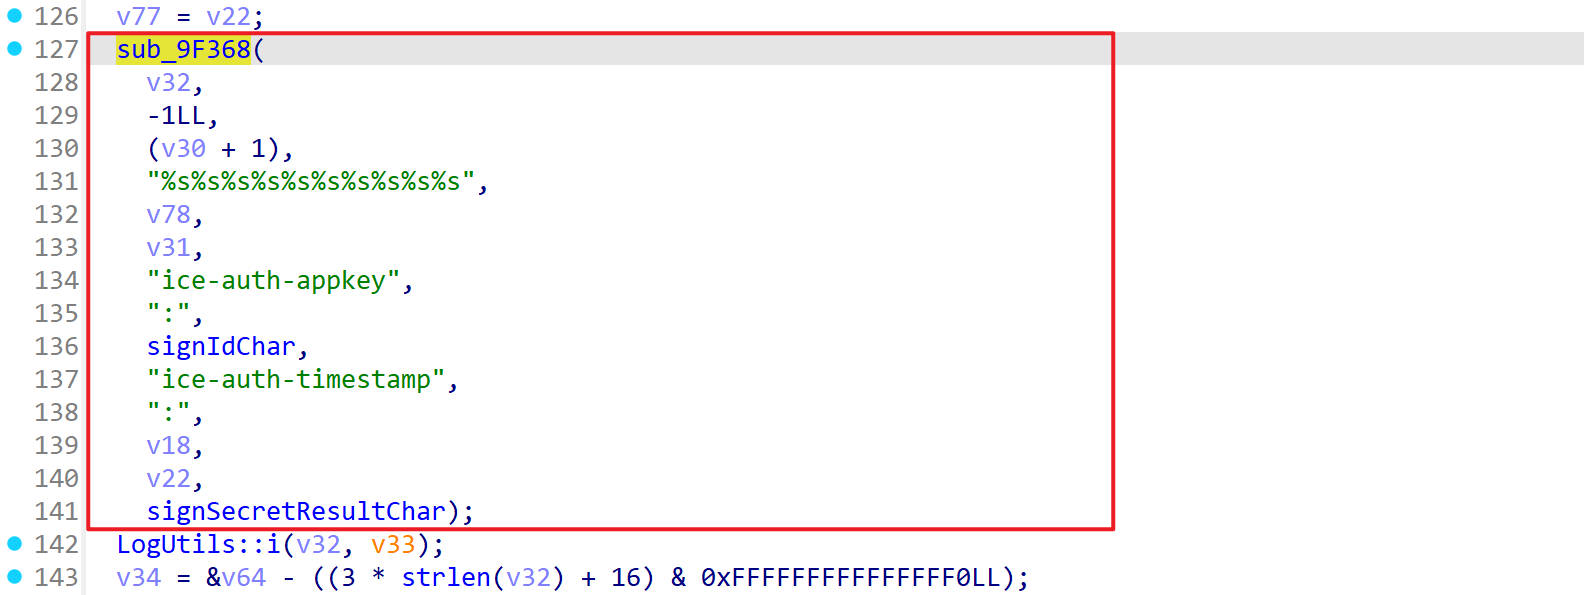 126 v77 = v22;
127 sub_9F368(
128 v32,
129 -1LL,
130 (v30 + 1),
131 "%s%s%s%s%s%s%s%s%s%s",
132 v78,
133 v31,
134 "ice-auth-appkey",
135 ":",
136 signIdChar,
137 "ice-auth-timestamp",
138 ":",
139 v18,
140 v22,
141 signSecretResultChar);
142 LogUtils::i(v32, v33);
143 v34 = &v64 - ((3 * strlen(v32) + 16) & 0xFFFFFFFFFFFFFFF0LL);